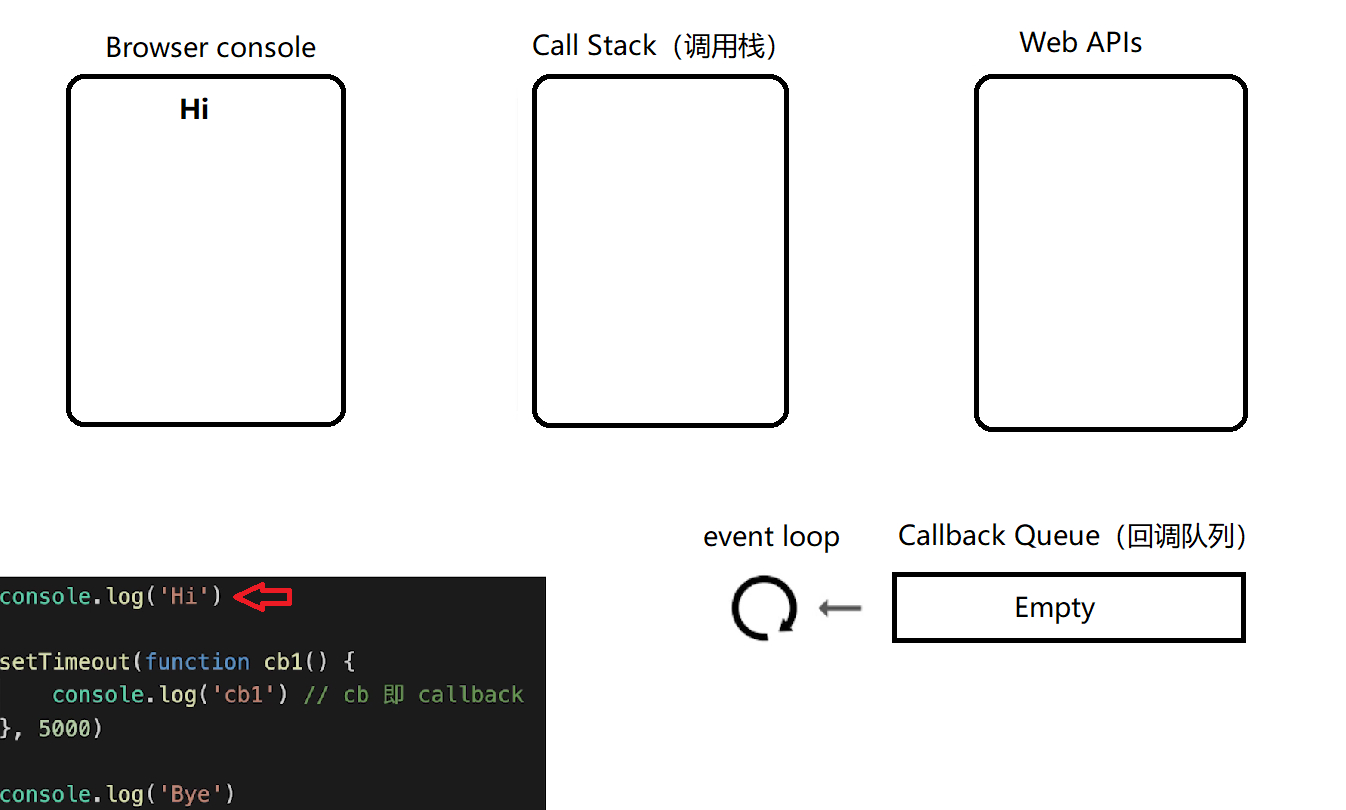 Browser console
Call Stack（调用栈）
Web APIs
Hi
event loop
Callback Queue（回调队列）
Empty
console.log('Hi')
setTimeout(function cb1() {
    console.log('cb1') // cb 即 callback
}, 5000)
console.log('Bye')